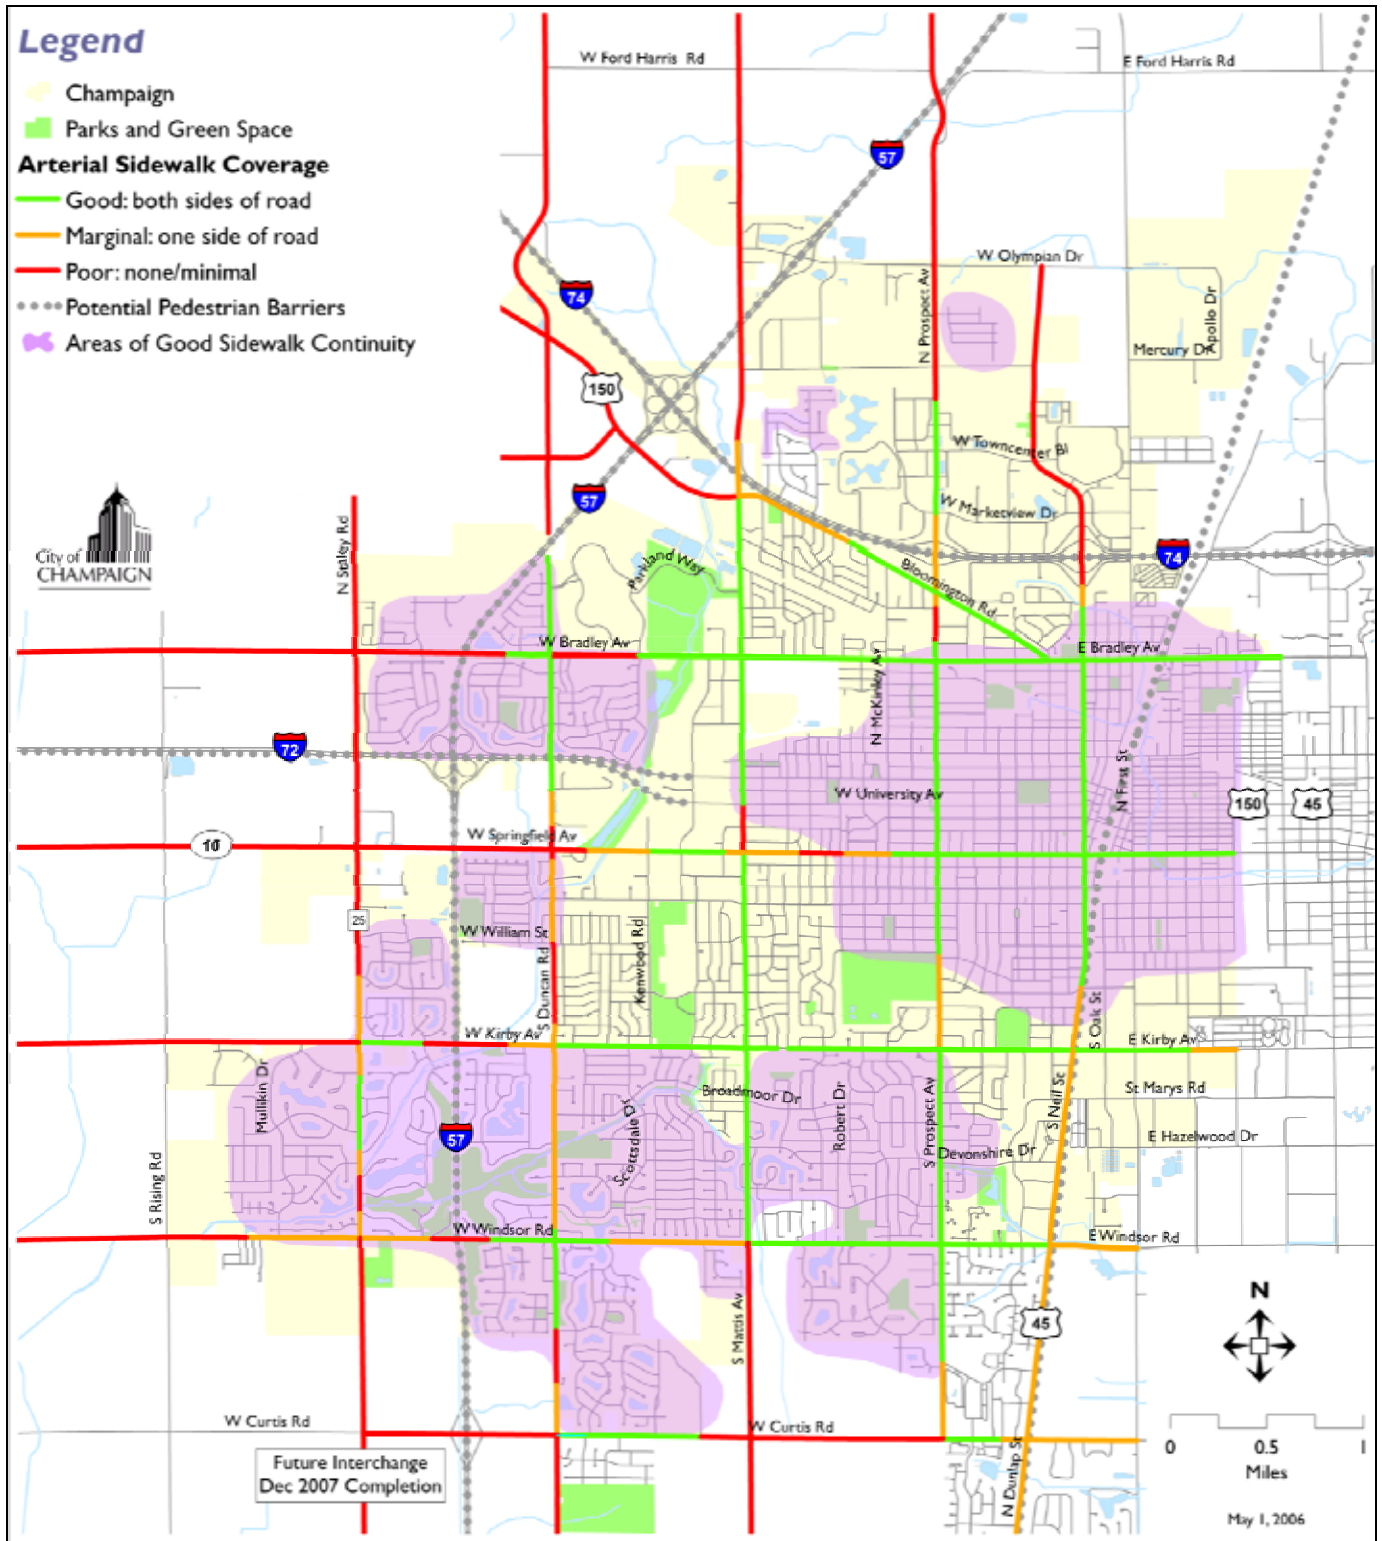 Legend
Champaign
Parks and Green Space
Arterial Sidewalk Coverage
Good: both sides of road
Marginal: one side of road
Poor: none/minimal
Potential Pedestrian Barriers
Areas of Good Sidewalk Continuity
W Ford Harris Rd
E Ford Harris Rd
57
W Olympian Dr
74
N Prospect Av
Apollo Dr
Mercury Dr
150
W Towncenter Bl
57
W Marketview Dr
City of
CHAMPAIGN
N Staley Rd
74
Parkland Way
Bloomington Rd
W Bradley Av
E Bradley Av
N McKinley Av
72
N First St
W University Av
150
45
W Springfield Av
10
25
W William St
Kenwood Rd
S Duncan Rd
S Oak St
W Kirby Av
E Kirby Av
Mullikin Dr
Broadmoor Dr
Robert Dr
S Neil St
St Marys Rd
Scottsdale Dr
S Prospect Av
57
E Hazelwood Dr
Devonshire Dr
S Rising Rd
W Windsor Rd
E Windsor Rd
N
S Mattis Av
45
W Curtis Rd
W Curtis Rd
Future Interchange
Dec 2007 Completion
N Dunlap St
0 0.5 1
Miles
May 1, 2006